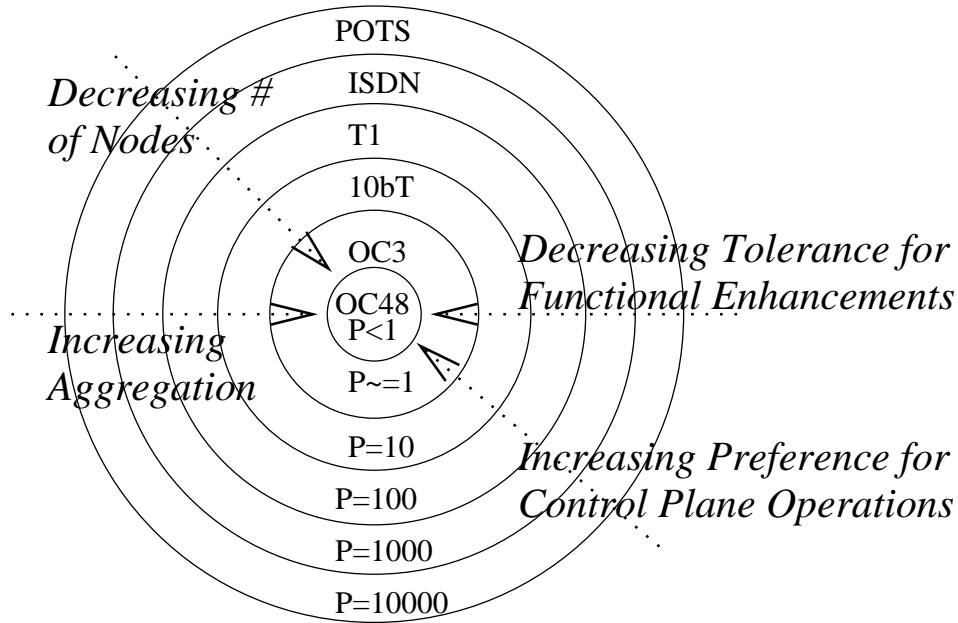 POTS
ISDN
Decreasing #
of Nodes
T1
10bT
OC3
Decreasing Tolerance for
Functional Enhancements
OC48
P<1
Increasing
Aggregation
P~=1
P=10
Increasing Preference for
Control Plane Operations
P=100
P=1000
P=10000